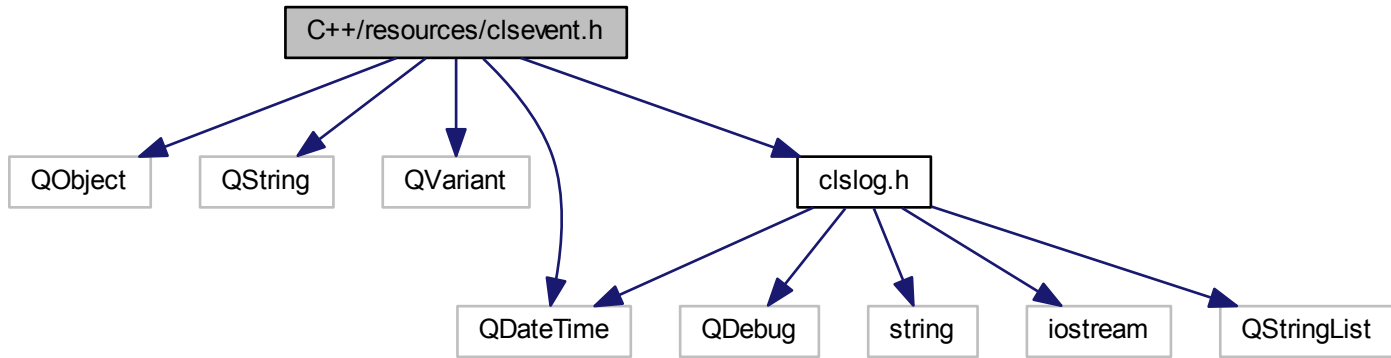 C++/resources/clsevent.h
QObject
QString
QVariant
clslog.h
QDateTime
QDebug
string
iostream
QStringList